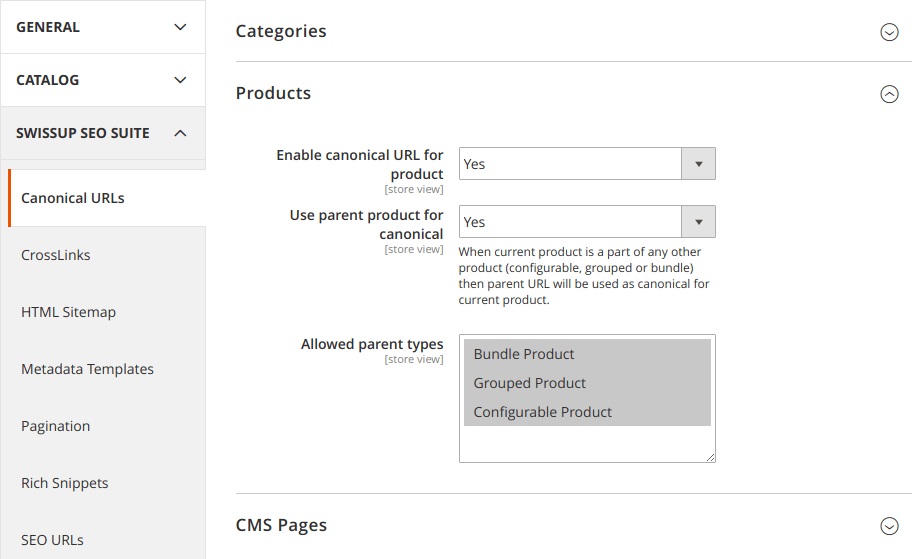 GENERAL
CATALOG
SWISSUP SEO SUITE
Canonical URLs
CrossLinks
HTML Sitemap
Metadata Templates
Pagination
Rich Snippets
SEO URLs
Categories
Products
Enable canonical URL for
product
[store view]
Yes
Use parent product for
canonical
[store view]
Yes
When current product is a part of any other
product (configurable, grouped or bundle)
then parent URL will be used as canonical for
current product.
Allowed parent types
[store view]
Bundle Product
Grouped Product
Configurable Product
CMS Pages